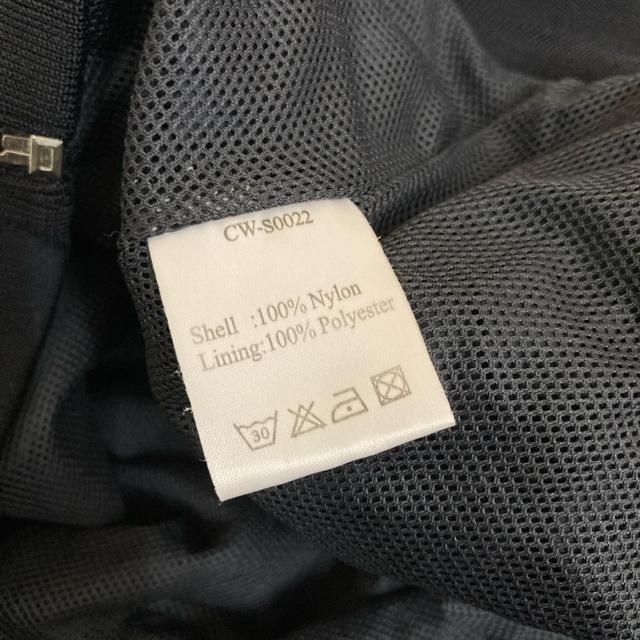 CW-S0022
Shell :100% Nylon
Lining:100% Polyester
30